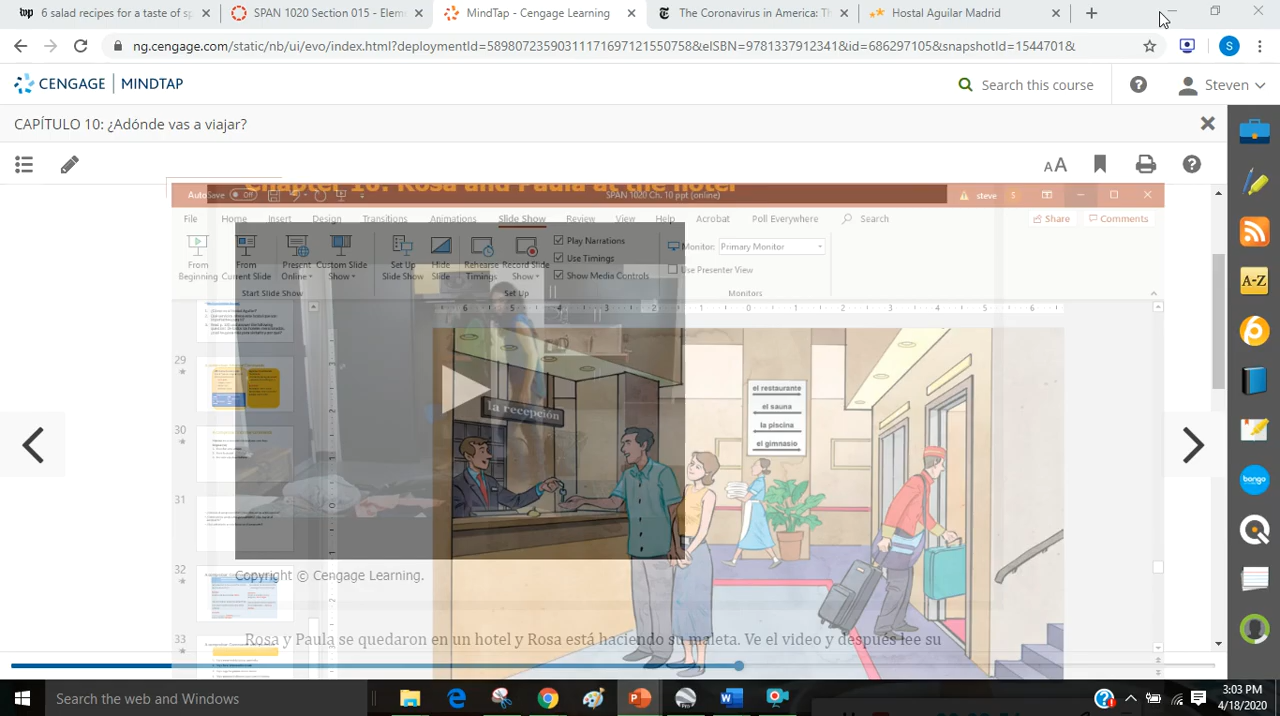 6 salad recipes for a taste of sp
SPAN 1020 Section 015 - Elem
MindTap - Cengage Learning
The Coronavirus in America: Th
Hostal Aguilar Madrid
ng.cengage.com/static/nb/ui/evo/index.html?deploymentId=5898072359031117169712155​0758&eISBN=9781337912341&id=686297105&snapshotId=1544701&
CENGAGE | MINDTAP
Search this course
Steven
CAPÍTULO 10: ¿Adónde vas a viajar?
AA
Chapter 10: Rosa and Paula at the hotel
AutoSave Off
SPAN 1020 Ch. 10 ppt (online)
steve S
File Home Insert Design Transitions Animations Slide Show Review View Help Acrobat Poll Everywhere Search
Share Comments
From Beginning
From Current Slide
Present Online
Custom Slide Show
Set Up Slide Show
Hide Slide
Rehearse Timings
Record Slide Show
Play Narrations
Use Timings
Show Media Controls
Monitor: Primary Monitor
Use Presenter View
Start Slide Show
Set Up
Monitors
29
30
31
32
33
el restaurante
el sauna
la piscina
el gimnasio
la recepción
Copyright © Cengage Learning.
Rosa y Paula se quedaron en un hotel y Rosa está haciendo su maleta. Ve el video y después lee su
A-Z
bongo
Search the web and Windows
3:03 PM
4/18/2020